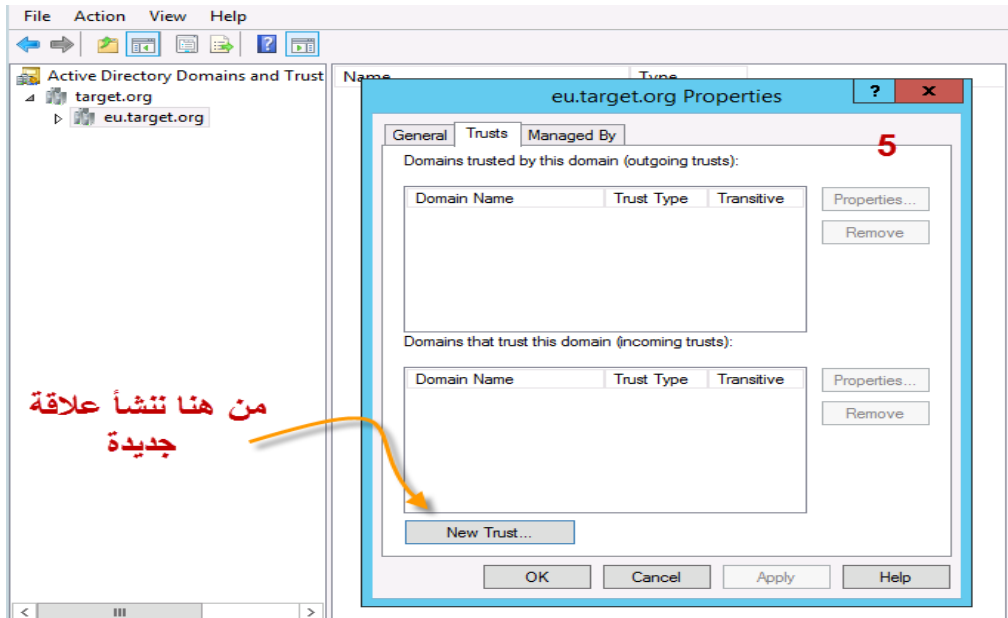 File Action View Help
Active Directory Domains and Trust
target.org
eu.target.org
Name Type
eu.target.org Properties ? x
General Trusts Managed By
5
Domains trusted by this domain (outgoing trusts):
Domain Name Trust Type Transitive
Properties...
Remove
Domains that trust this domain (incoming trusts):
Domain Name Trust Type Transitive
Properties...
Remove
من هنا ننشأ علاقة
جديدة
New Trust...
OK Cancel Apply Help